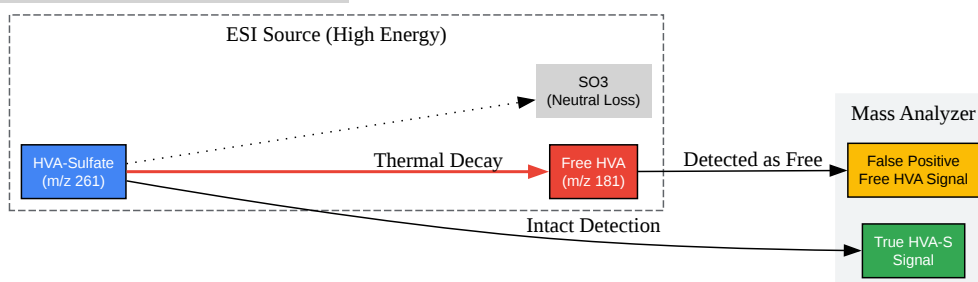 ESI Source (High Energy)
SO3
(Neutral Loss)
Mass Analyzer
HVA-Sulfate
(m/z 261)
Thermal Decay
Free HVA
(m/z 181)
Detected as Free
False Positive
Free HVA Signal
Intact Detection
True HVA-S
Signal